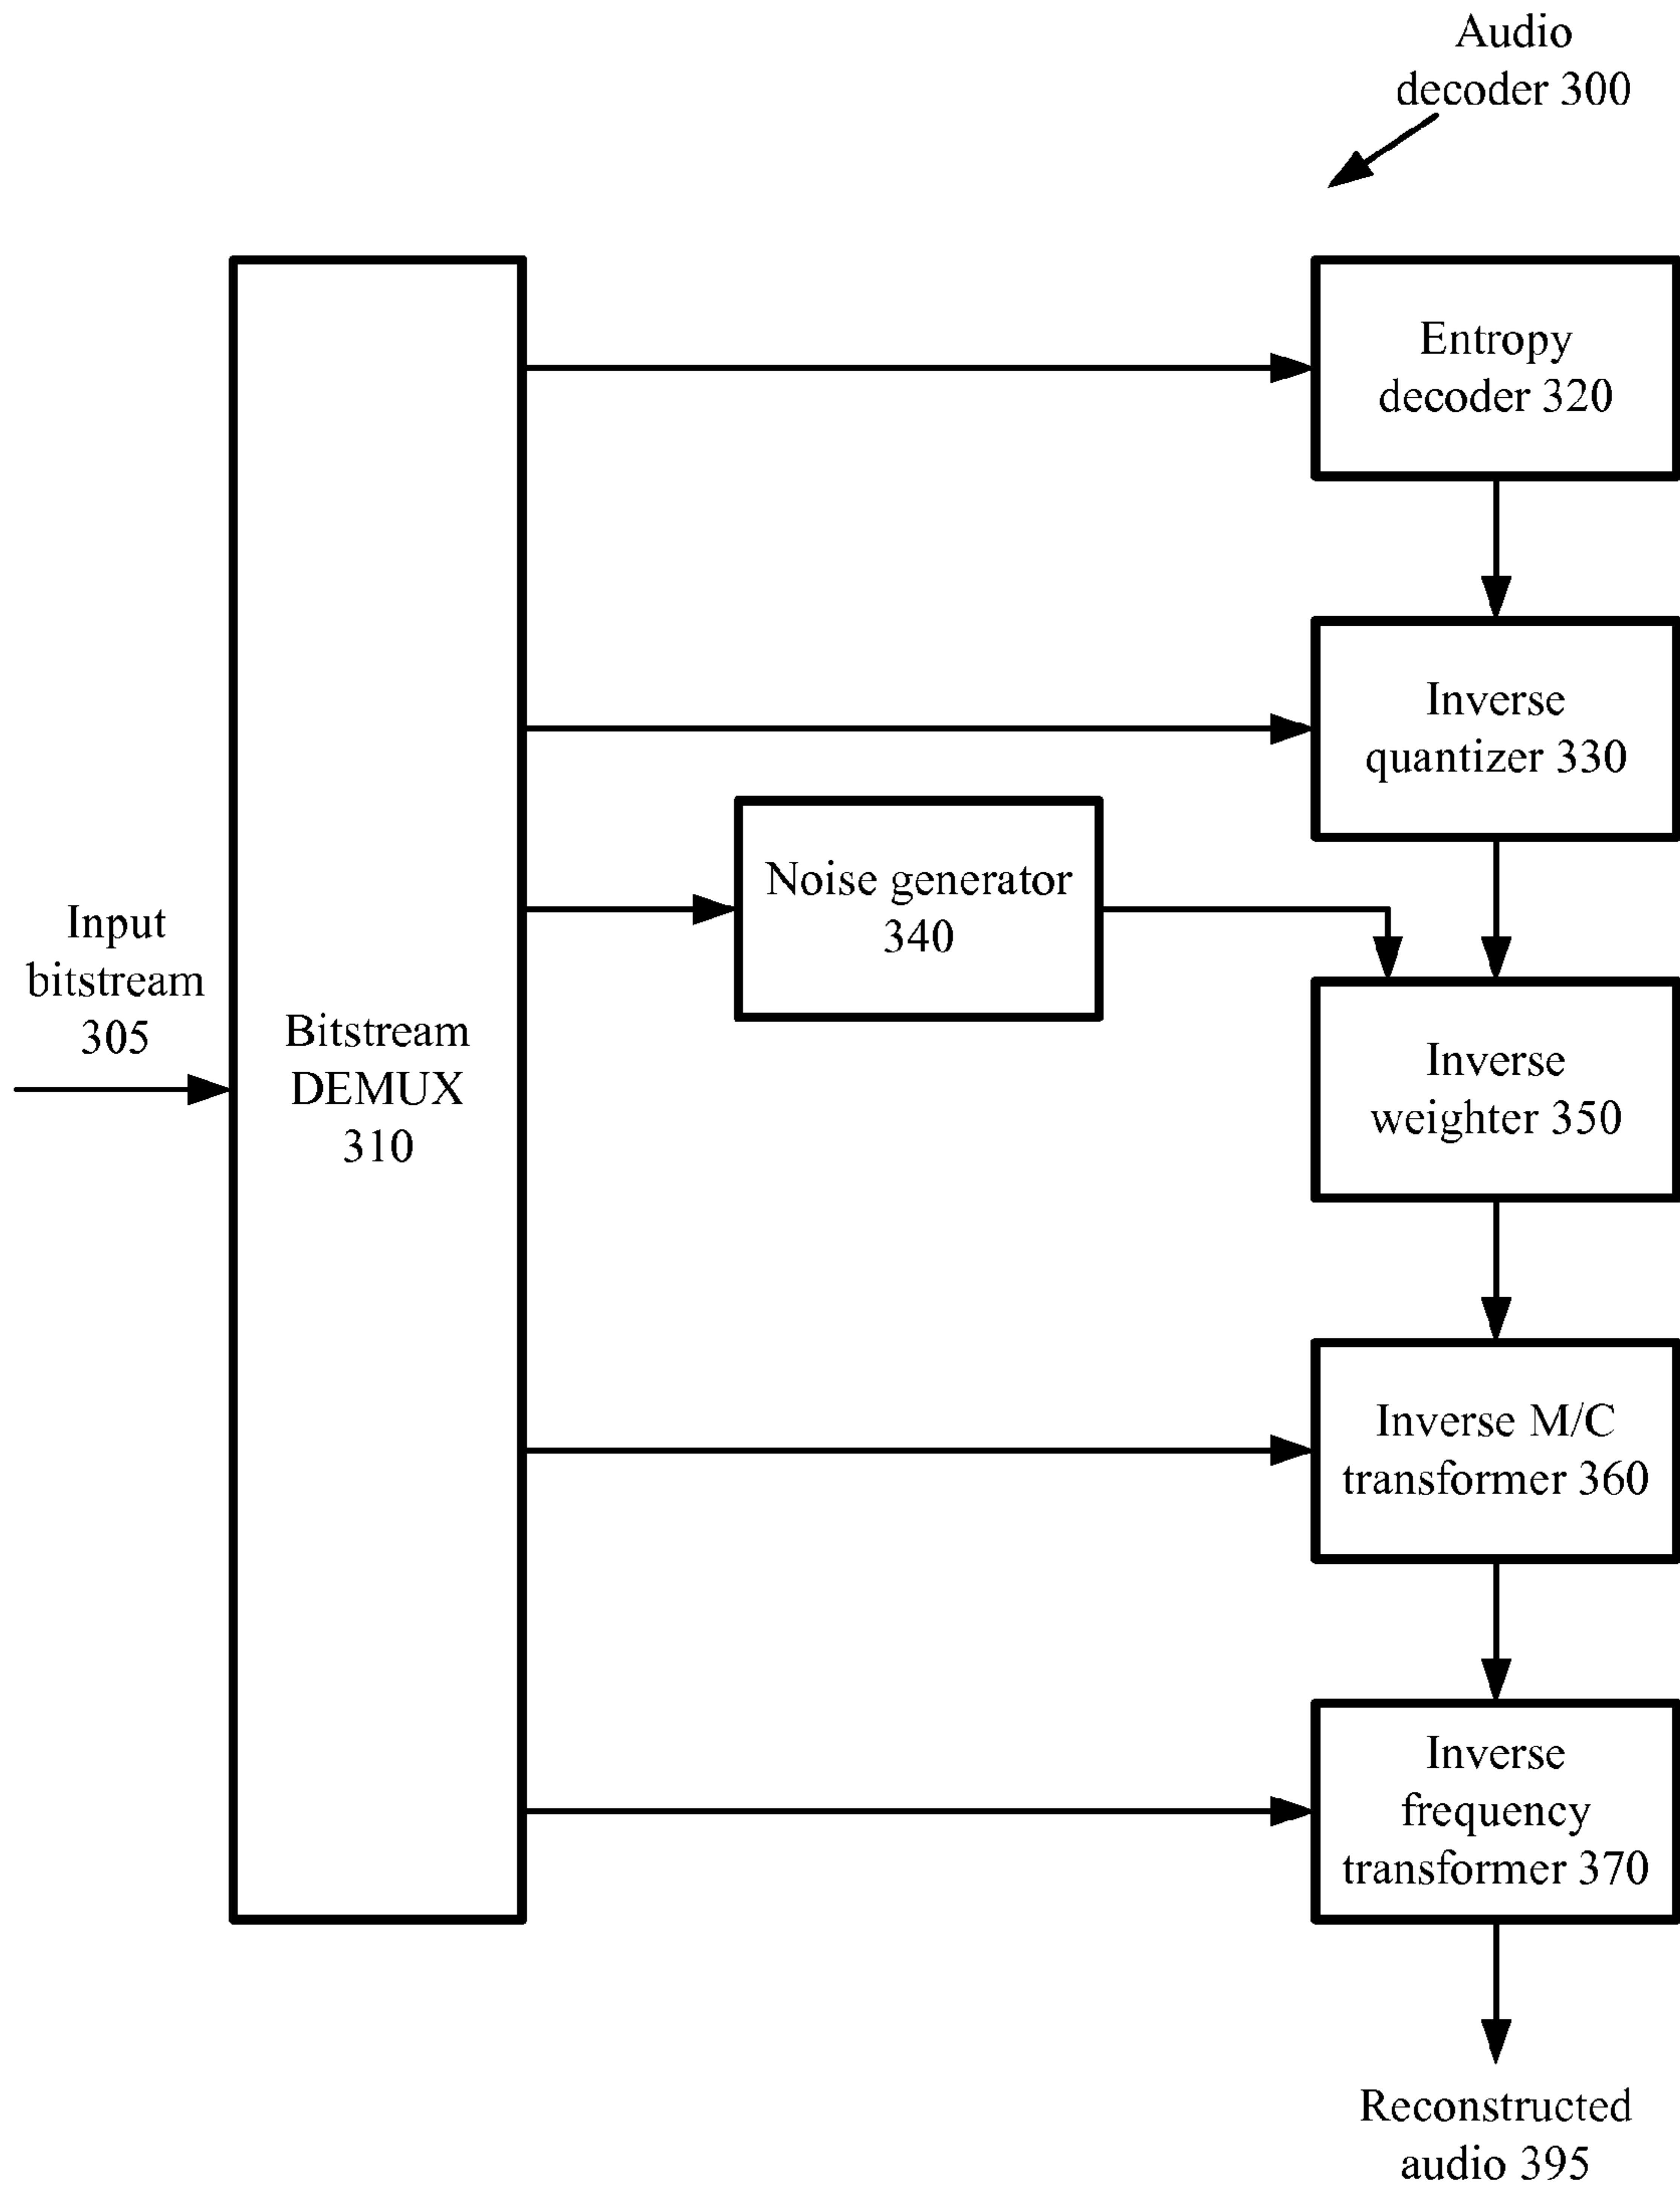 Audio
decoder 300
Entropy
decoder 320
Inverse
quantizer 330
Noise generator
340
Input
bitstream
305
Bitstream
DEMUX
310
Inverse
weighter 350
Inverse M/C
transformer 360
Inverse
frequency
transformer 370
Reconstructed
audio 395